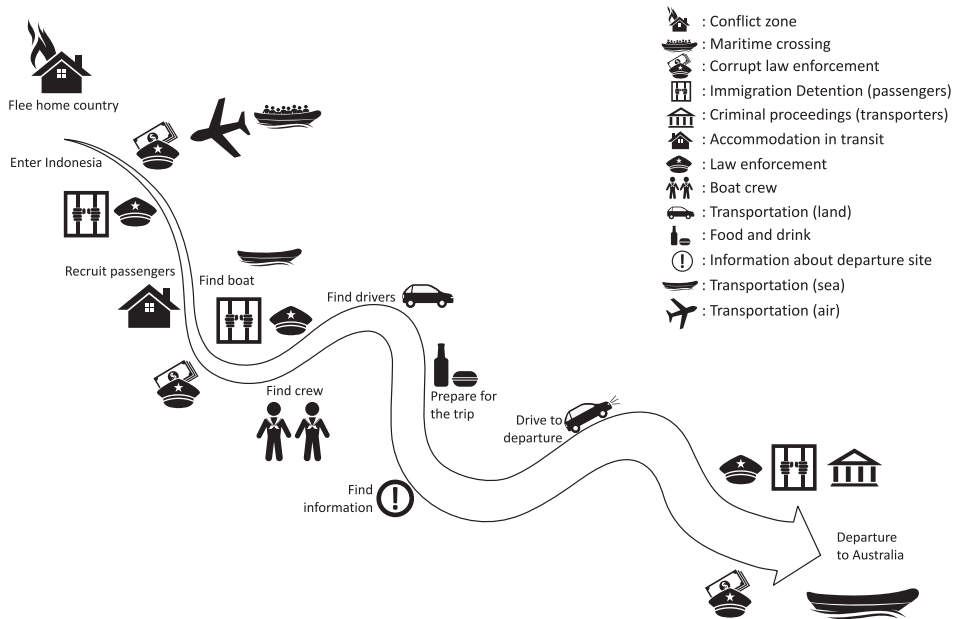 Flee home country
Enter Indonesia
Recruit passengers
Find boat
Find drivers
Find crew
Prepare for
the trip
Find
information
Drive to
departure
Departure
to Australia
: Conflict zone
: Maritime crossing
: Corrupt law enforcement
: Immigration Detention (passengers)
: Criminal proceedings (transporters)
: Accommodation in transit
: Law enforcement
: Boat crew
: Transportation (land)
: Food and drink
: Information about departure site
: Transportation (sea)
: Transportation (air)